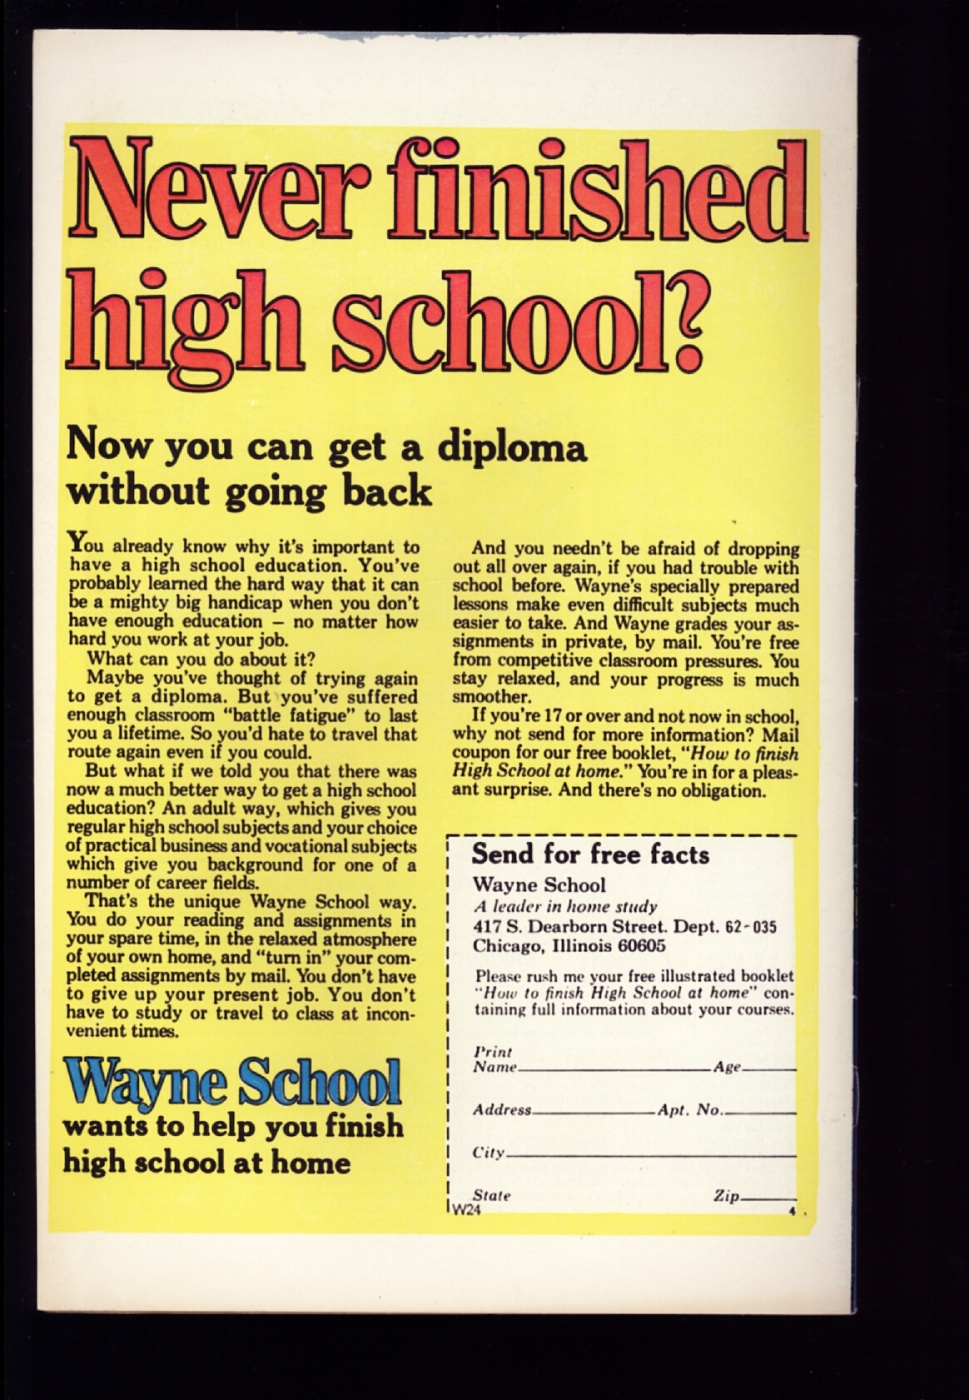 Never finished
high school?
Now you can get a diploma
without going back
You already know why it's important to
have a high school education. You've
probably learned the hard way that it can
be a mighty big handicap when you don't
have enough education — no matter how
hard you work at your job.
What can you do about it?
Maybe you've thought of trying again
to get a diploma. But you've suffered
enough classroom "battle fatigue" to last
you a lifetime. So you'd hate to travel that
route again even if you could.
But what if we told you that there was
now a much better way to get a high school
education? An adult way, which gives you
regular high school subjects and your choice
of practical business and vocational subjects
which give you background for one of a
number of career fields.
That's the unique Wayne School way.
You do your reading and assignments in
your spare time, in the relaxed atmosphere
of your own home, and "turn in" your com-
pleted assignments by mail. You don't have
to give up your present job. You don't
have to study or travel to class at incon-
venient times.
Wayne School
wants to help you finish
high school at home
And you needn't be afraid of dropping
out all over again, if you had trouble with
school before. Wayne's specially prepared
lessons make even difficult subjects much
easier to take. And Wayne grades your as-
signments in private, by mail. You're free
from competitive classroom pressures. You
stay relaxed, and your progress is much
smoother.
If you're 17 or over and not now in school,
why not send for more information? Mail
coupon for our free booklet, "How to finish
High School at home." You're in for a pleas-
ant surprise. And there's no obligation.
Send for free facts
Wayne School
A leader in home study
417 S. Dearborn Street. Dept. 62-035
Chicago, Illinois 60605
Please rush me your free illustrated booklet
"How to finish High School at home" con-
taining full information about your courses.
Print
Name Age
Address Apt. No.
City
State Zip
W24 4